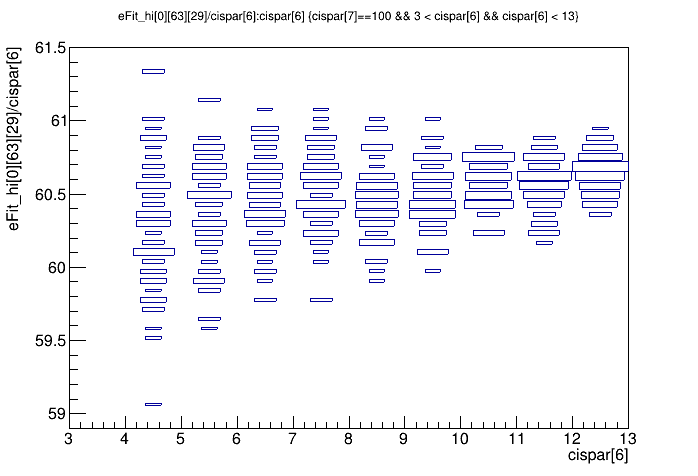 eFit_hi[0][63][29]/cispar[6]:cispar[6] {cispar[7]==100 && 3 < cispar[6] && cispar[6] < 13}
eFit_hi[0][63][29]/cispar[6]
61.5
61
60.5
60
59.5
59
3 4 5 6 7 8 9 10 11 12 13
cispar[6]